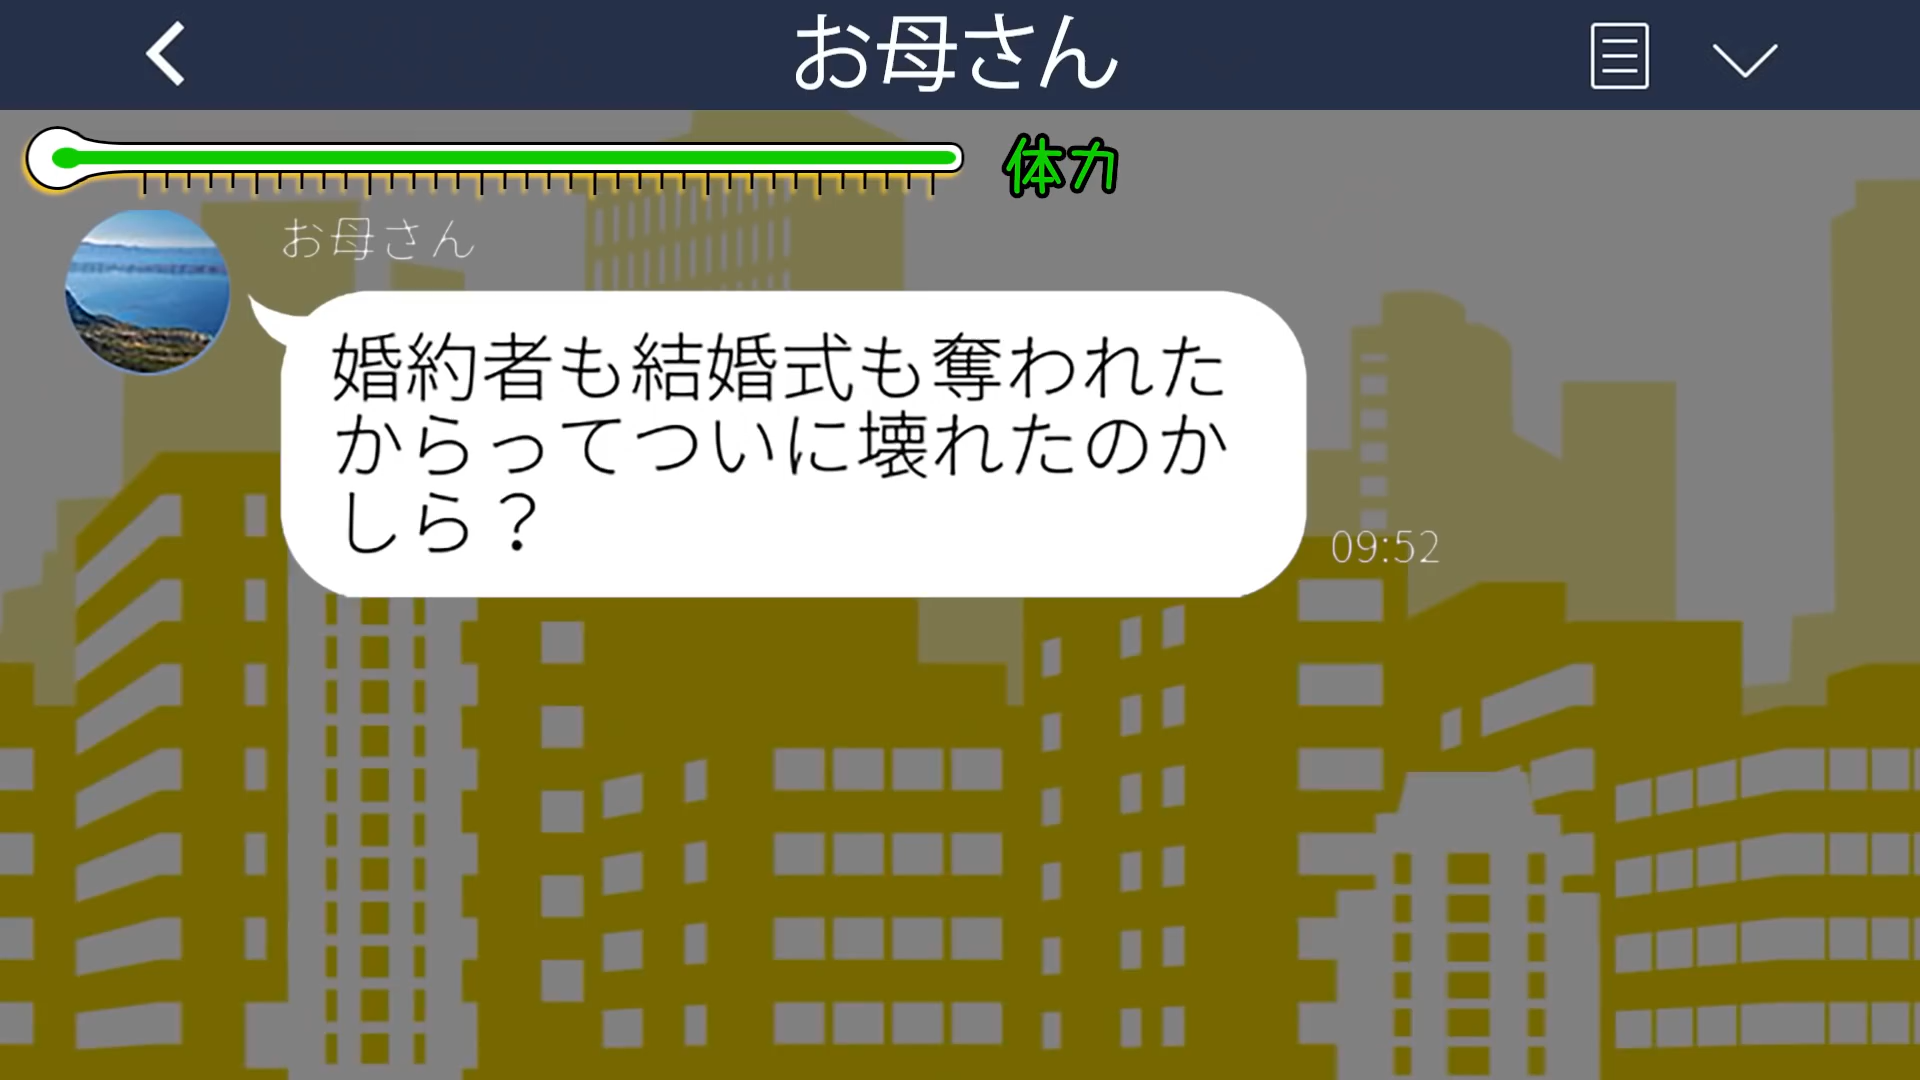 お母さん
体力
お母さん
婚約者も結婚式も奪われた
からってついに壊れたのか
しら？
09:52